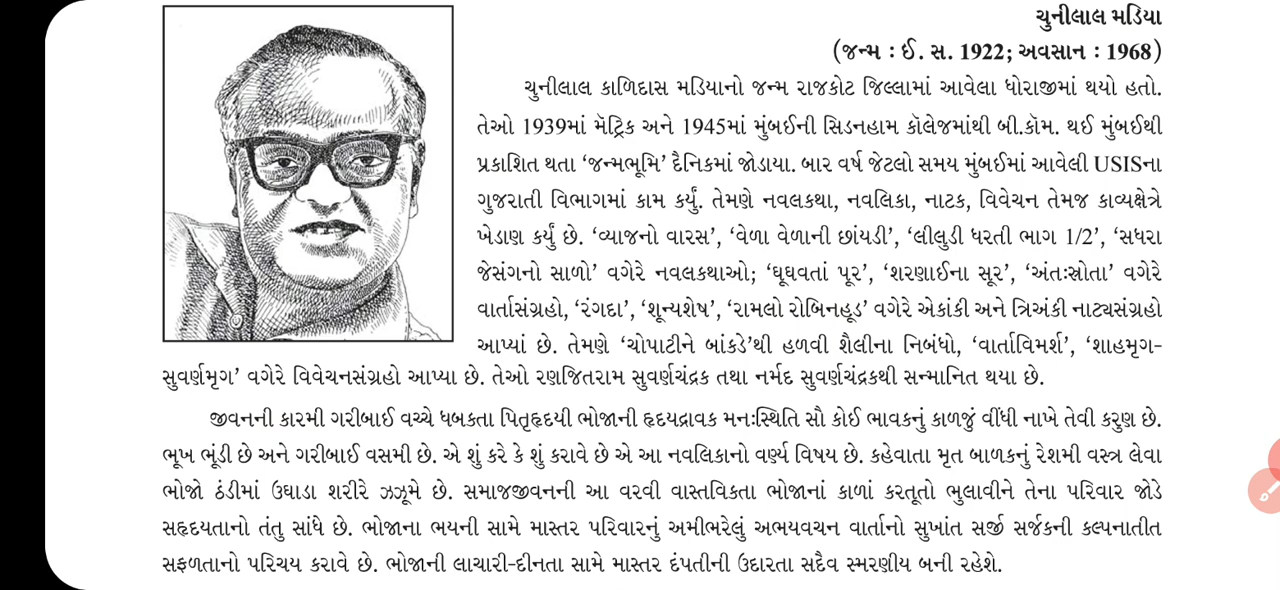 ચુનીલાલ મડિયા
(જન્મ : ઈ. સ. 1922; અવસાન : 1968)
ચુનીલાલ કાળિદાસ મડિયાનો જન્મ રાજકોટ જિલ્લામાં આવેલા ધોરાજીમાં થયો હતો.
તેઓ 1939માં મૅટ્રિક અને 1945માં મુંબઈની સિડનહામ કૉલેજમાંથી બી.કૉમ. થઈ મુંબઈથી
પ્રકાશિત થતા ‘જન્મભૂમિ’ દૈનિકમાં જોડાયા. બાર વર્ષ જેટલો સમય મુંબઈમાં આવેલી USISના
ગુજરાતી વિભાગમાં કામ કર્યું. તેમણે નવલકથા, નવલિકા, નાટક, વિવેચન તેમજ કાવ્યક્ષેત્રે
ખેડાણ કર્યું છે. ‘વ્યાજનો વારસ’, ‘વેળા વેળાની છાંયડી’, ‘લીલુડી ધરતી ભાગ 1/2’, ‘સધરા
જેસંગનો સાળો’ વગેરે નવલકથાઓ; ‘ઘૂઘવતાં પૂર’, ‘શરણાઈના સૂર’, ‘અંતઃસ્રોતા’ વગેરે
વાર્તાસંગ્રહો, ‘રંગદા’, ‘શૂન્યશેષ’, ‘રામલો રોબિનહૂડ’ વગેરે એકાંકી અને ત્રિઅંકી નાટ્યસંગ્રહો
આપ્યાં છે. તેમણે ‘ચોપાટીને બાંકડે’થી હળવી શૈલીના નિબંધો, ‘વાર્તાવિમર્શ’, ‘શાહમૃગ-
સુવર્ણમૃગ’ વગેરે વિવેચનસંગ્રહો આપ્યા છે. તેઓ રણજિતરામ સુવર્ણચંદ્રક તથા નર્મદ સુવર્ણચંદ્રકથી સન્માનિત થયા છે.
જીવનની કારમી ગરીબાઈ વચ્ચે ધબકતા પિતૃહૃદયી ભોજાની હૃદયદ્રાવક મનઃસ્થિતિ સૌ કોઈ ભાવકનું કાળજું વીંધી નાખે તેવી કરુણ છે.
ભૂખ ભૂંડી છે અને ગરીબાઈ વસમી છે. એ શું કરે કે શું કરાવે છે એ આ નવલિકાનો વર્ણ્ય વિષય છે. કહેવાતા મૃત બાળકનું રેશમી વસ્ત્ર લેવા
ભોજો ઠંડીમાં ઉઘાડા શરીરે ઝઝૂમે છે. સમાજજીવનની આ વરવી વાસ્તવિકતા ભોજાનાં કાળાં કરતૂતો ભુલાવીને તેના પરિવાર જોડે
સહૃદયતાનો તંતુ સાંધે છે. ભોજાના ભયની સામે માસ્તર પરિવારનું અમીભરેલું અભયવચન વાર્તાનો સુખાંત સર્જી સર્જકની કલ્પનાતીત
સફળતાનો પરિચય કરાવે છે. ભોજાની લાચારી-દીનતા સામે માસ્તર દંપતીની ઉદારતા સદૈવ સ્મરણીય બની રહેશે.